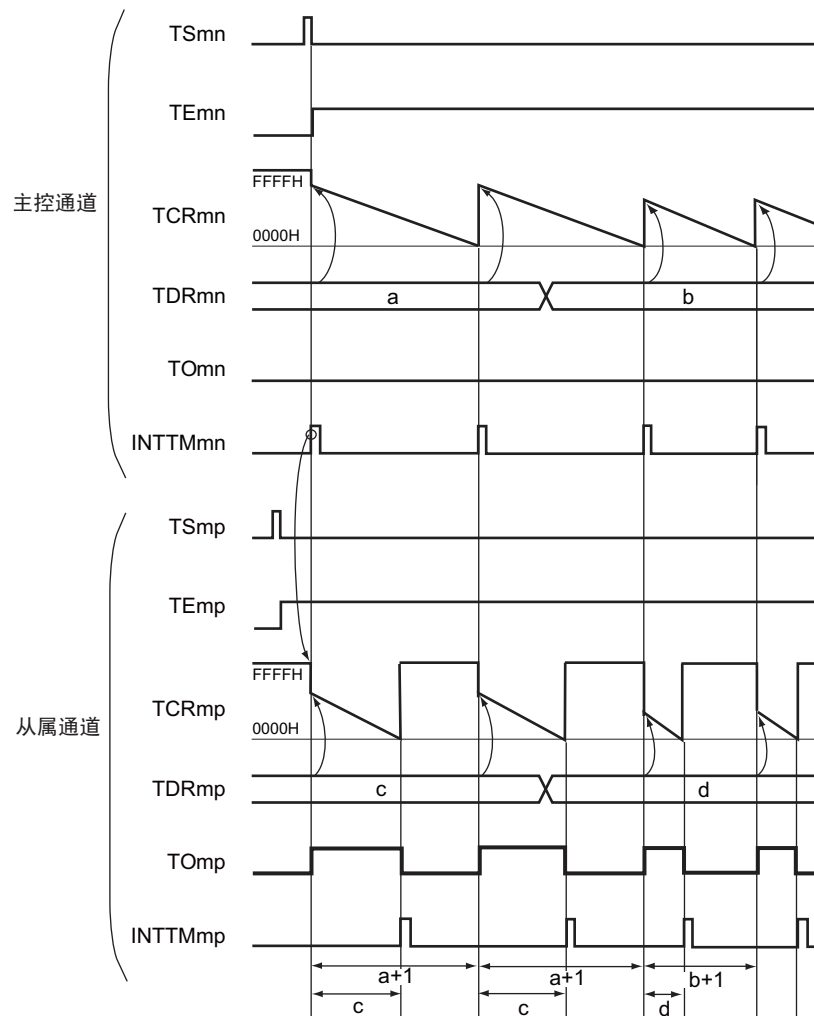 主控通道
TSmn
TEmn
FFFFH
TCRmn
0000H
TDRmn
a b
TOmn
INTTMmn
从属通道
TSmp
TEmp
FFFFH
TCRmp
0000H
TDRmp
c d
TOmp
INTTMmp
a+1 a+1 b+1
c c d